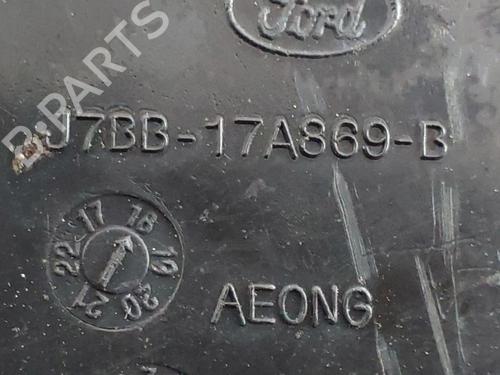 Ford
J7BB-17A869-B
17 18 19 20 21 22
AEONG
B-PARTS